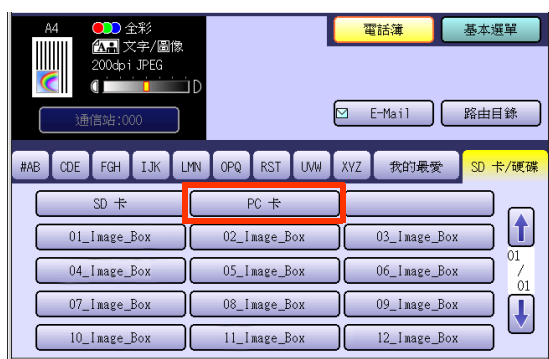 A4 全彩 電話簿 基本選單
A문 文字/圖像
200dpi JPEG
D
通信站:000 E-Mail 路由目錄
#AB CDE FGH IJK LMN OPQ RST UVW XYZ 我的最愛 SD 卡/硬碟
SD 卡 PC 卡
01_Image_Box 02_Image_Box 03_Image_Box
01
04_Image_Box 05_Image_Box 06_Image_Box /
01
07_Image_Box 08_Image_Box 09_Image_Box
10_Image_Box 11_Image_Box 12_Image_Box